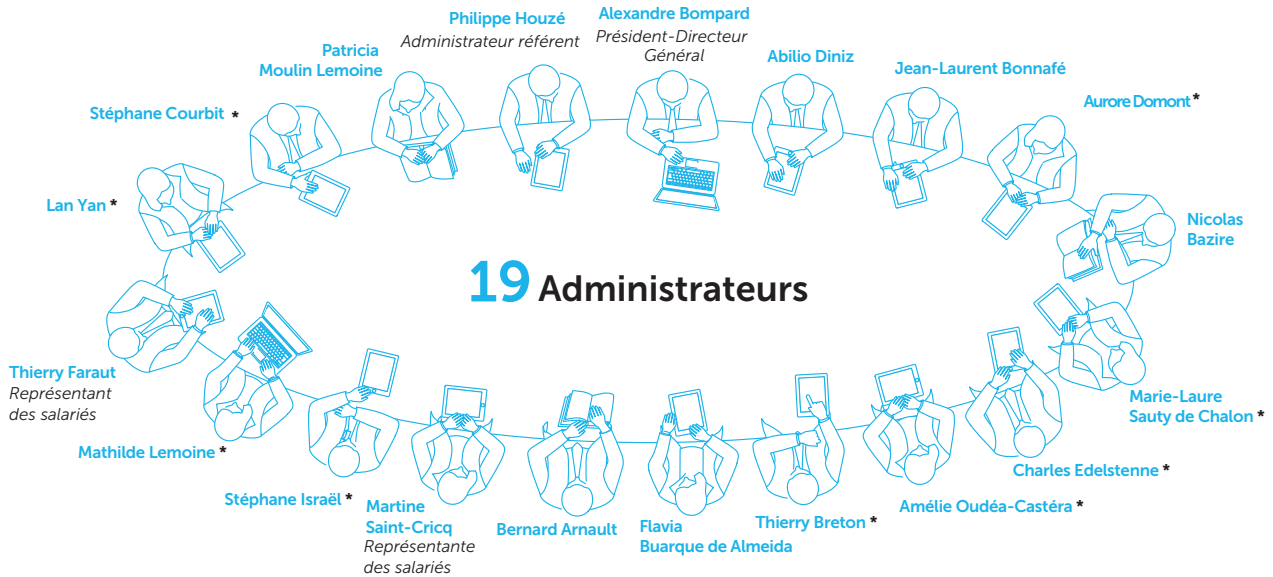 Philippe Houzé
Administrateur référent
Alexandre Bompard
Président-Directeur
Général
Patricia
Moulin Lemoine
Abilio Diniz
Jean-Laurent Bonnafé
Stéphane Courbit *
Aurore Domont *
Lan Yan *
Nicolas
Bazire
19 Administrateurs
Thierry Faraut
Représentant
des salariés
Marie-Laure
Sauty de Chalon *
Mathilde Lemoine *
Charles Edelstenne *
Stéphane Israël *
Martine
Saint-Cricq
Représentante
des salariés
Bernard Arnault
Flavia
Buarque de Almeida
Thierry Breton *
Amélie Oudéa-Castéra *